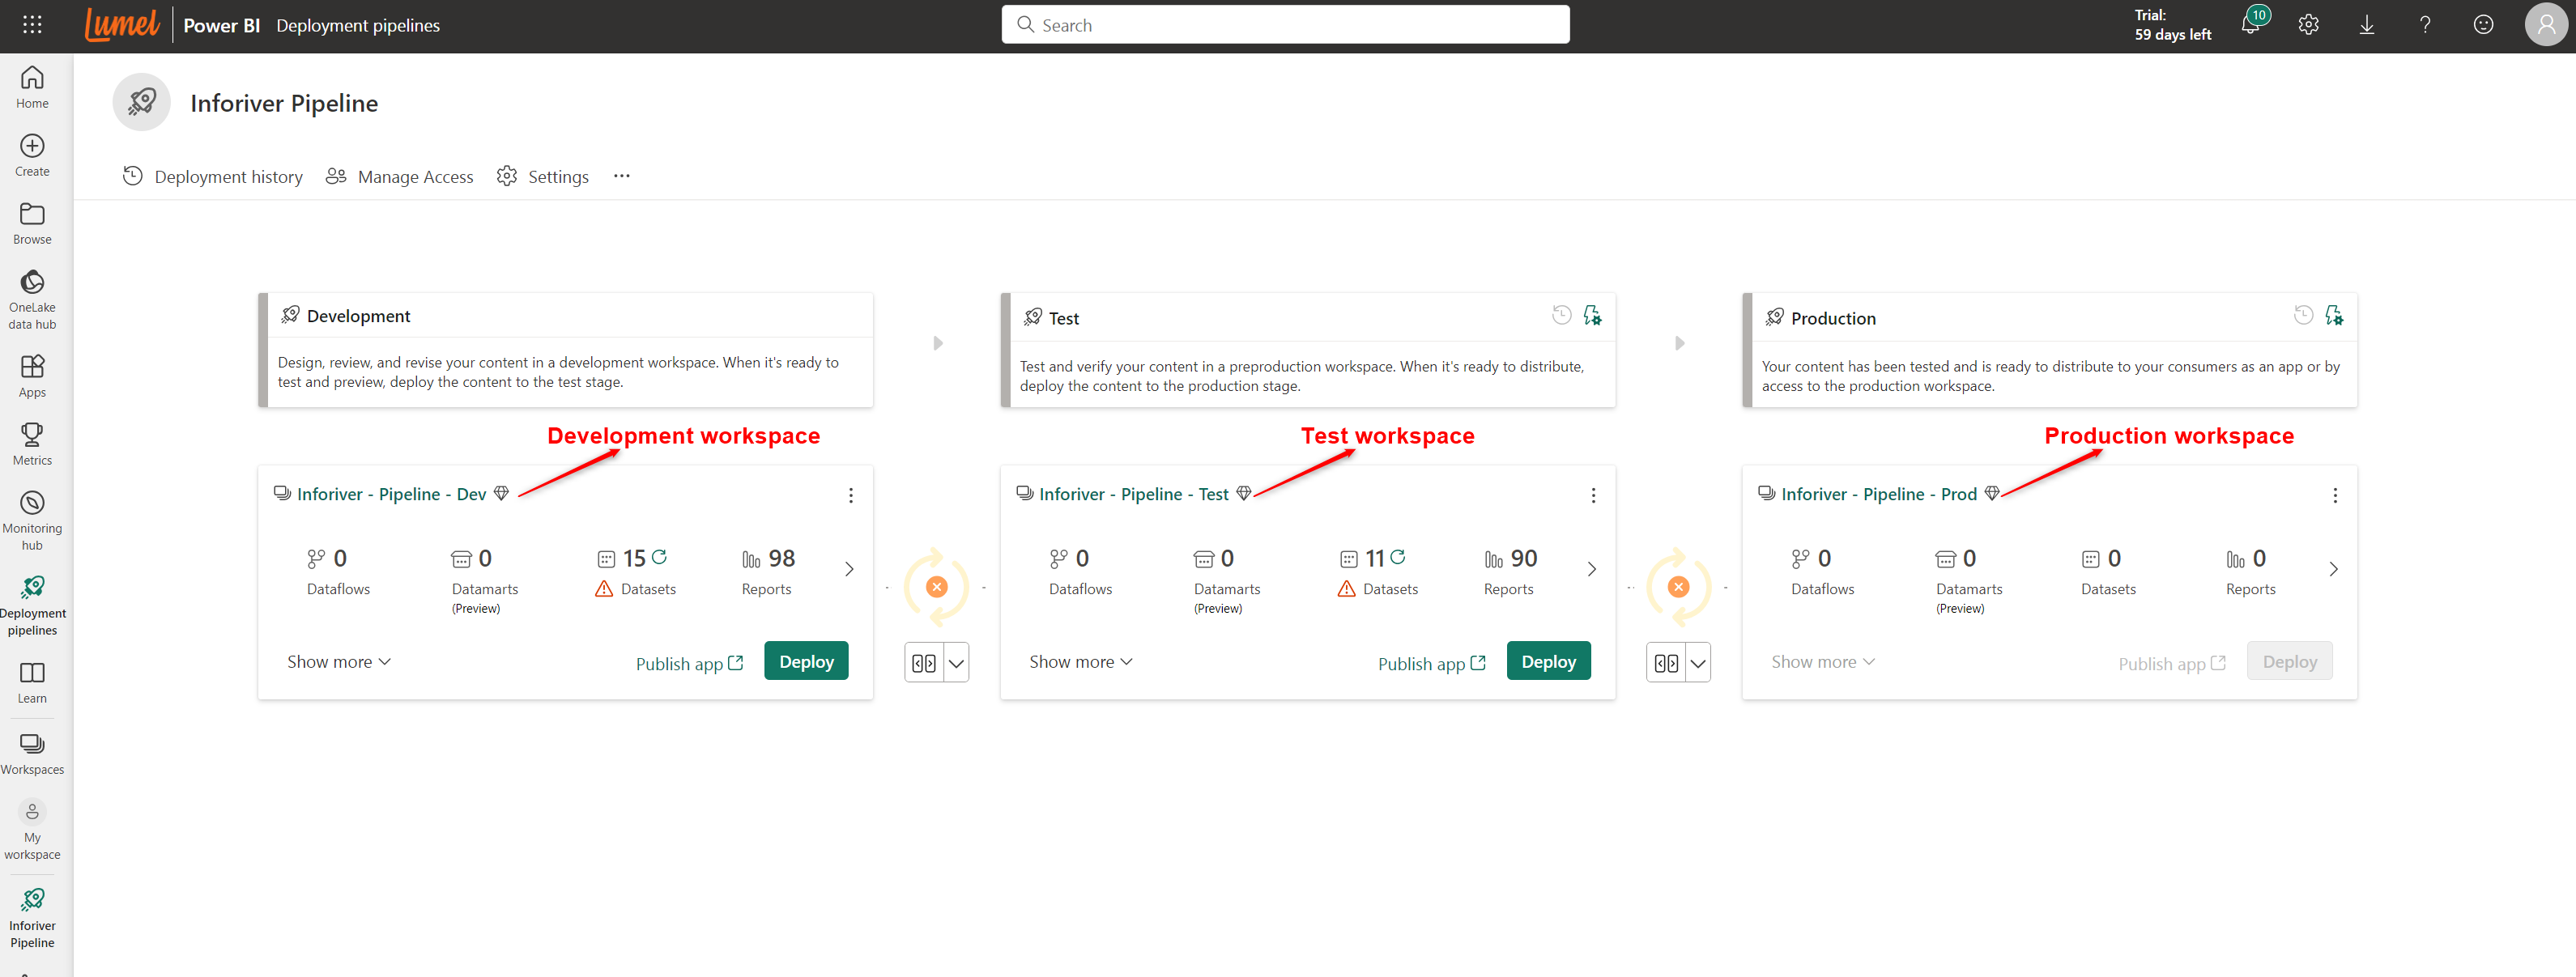 Lumel
Power BI
Deployment pipelines
Search
Trial:
59 days left
10
Home
Create
Browse
OneLake
data hub
Apps
Metrics
Monitoring
hub
Deployment
pipelines
Learn
Workspaces
My
workspace
Inforiver
Pipeline
Inforiver Pipeline
Deployment history
Manage Access
Settings
Development
Design, review, and revise your content in a development workspace. When it's ready to
test and preview, deploy the content to the test stage.
Test
Test and verify your content in a preproduction workspace. When it's ready to distribute,
deploy the content to the production stage.
Production
Your content has been tested and is ready to distribute to your consumers as an app or by
access to the production workspace.
Development workspace
Test workspace
Production workspace
Inforiver - Pipeline - Dev
0
Dataflows
0
Datamarts
(Preview)
15
Datasets
98
Reports
Show more
Publish app
Deploy
Inforiver - Pipeline - Test
0
Dataflows
0
Datamarts
(Preview)
11
Datasets
90
Reports
Show more
Publish app
Deploy
Inforiver - Pipeline - Prod
0
Dataflows
0
Datamarts
(Preview)
0
Datasets
0
Reports
Show more
Publish app
Deploy